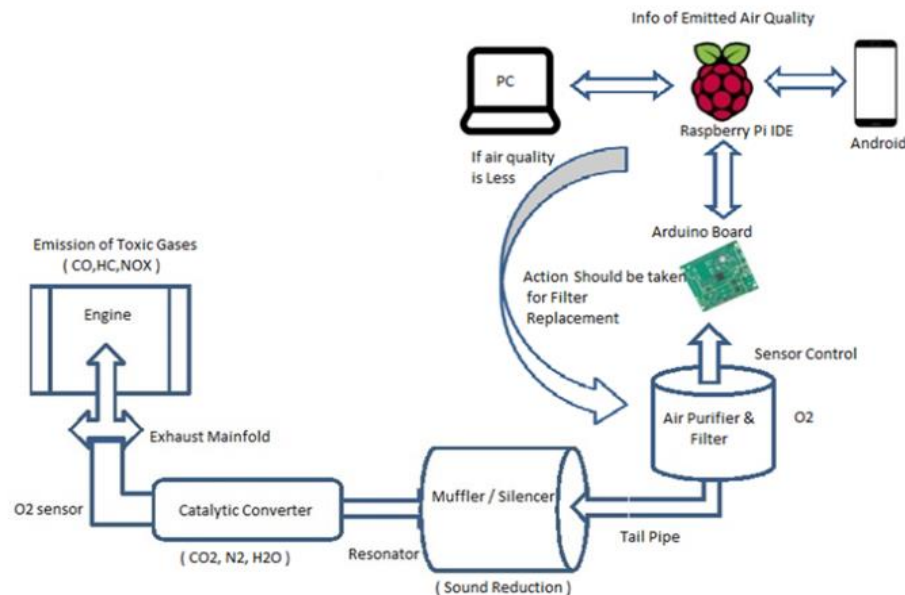 Info of Emitted Air Quality
PC
Raspberry Pi IDE
Android
If air quality
is Less
Arduino Board
Emission of Toxic Gases
( CO,HC,NOX)
Action Should be taken
for Filter
Replacement
Engine
Sensor Control
Air Purifier &
Filter
O2
Exhaust Mainfold
O2 sensor
Catalytic Converter
Muffler / Silencer
Tail Pipe
( CO2, N2, H2O )
Resonator
( Sound Reduction )